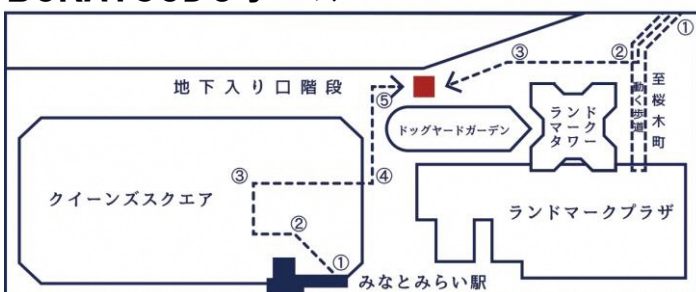 ①
③
②
地下入り口階段
⑤
至桜木町
動く歩道
ランド
マーク
タワー
ドッグヤードガーデン
③
④
クイーンズスクエア
ランドマークプラザ
②
①
みなとみらい駅